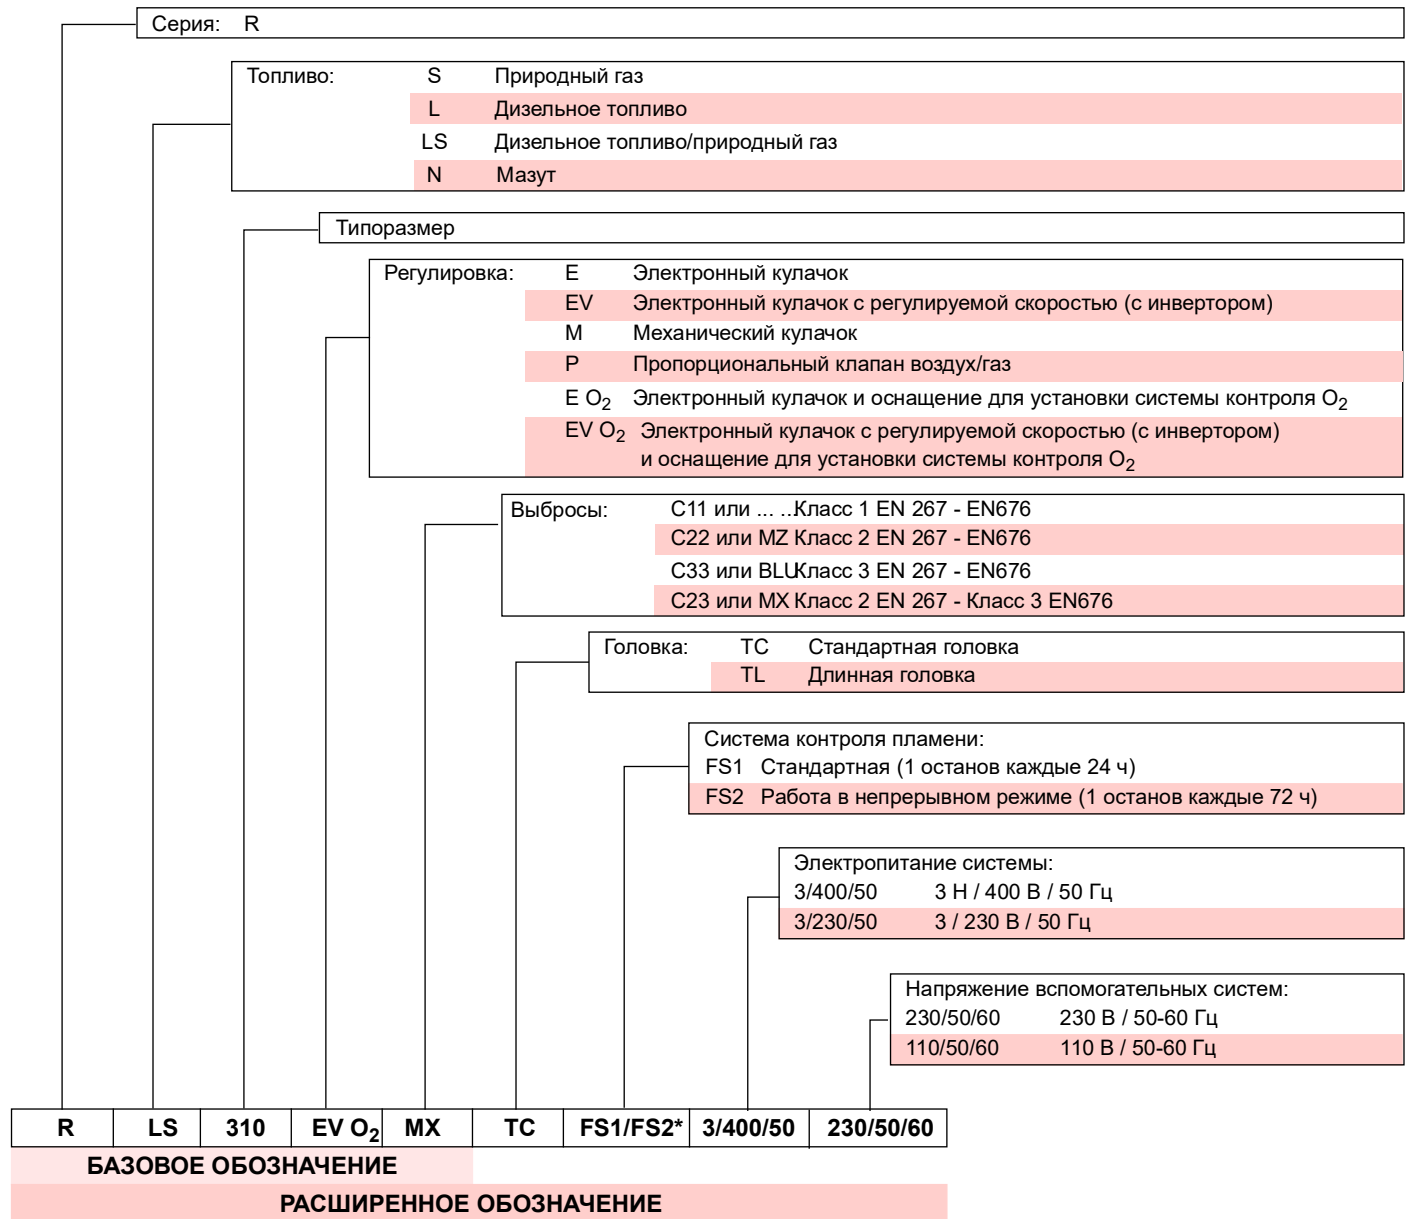 Серия: R
Топливо: S Природный газ
L Дизельное топливо
LS Дизельное топливо/природный газ
N Мазут
Типоразмер
Регулировка: E Электронный кулачок
EV Электронный кулачок с регулируемой скоростью (с инвертором)
M Механический кулачок
P Пропорциональный клапан воздух/газ
E O₂ Электронный кулачок и оснащение для установки системы контроля O₂
EV O₂ Электронный кулачок с регулируемой скоростью (с инвертором)
и оснащение для установки системы контроля O₂
Выбросы: C11 или ... ..Класс 1 EN 267 - EN676
C22 или MZ Класс 2 EN 267 - EN676
C33 или BLUКласс 3 EN 267 - EN676
C23 или MX Класс 2 EN 267 - Класс 3 EN676
Головка: TC Стандартная головка
TL Длинная головка
Система контроля пламени:
FS1 Стандартная (1 останов каждые 24 ч)
FS2 Работа в непрерывном режиме (1 останов каждые 72 ч)
Электропитание системы:
3/400/50 3 Н / 400 В / 50 Гц
3/230/50 3 / 230 В / 50 Гц
Напряжение вспомогательных систем:
230/50/60 230 В / 50-60 Гц
110/50/60 110 В / 50-60 Гц
R LS 310 EV O₂ MX TC FS1/FS2* 3/400/50 230/50/60
БАЗОВОЕ ОБОЗНАЧЕНИЕ
РАСШИРЕННОЕ ОБОЗНАЧЕНИЕ